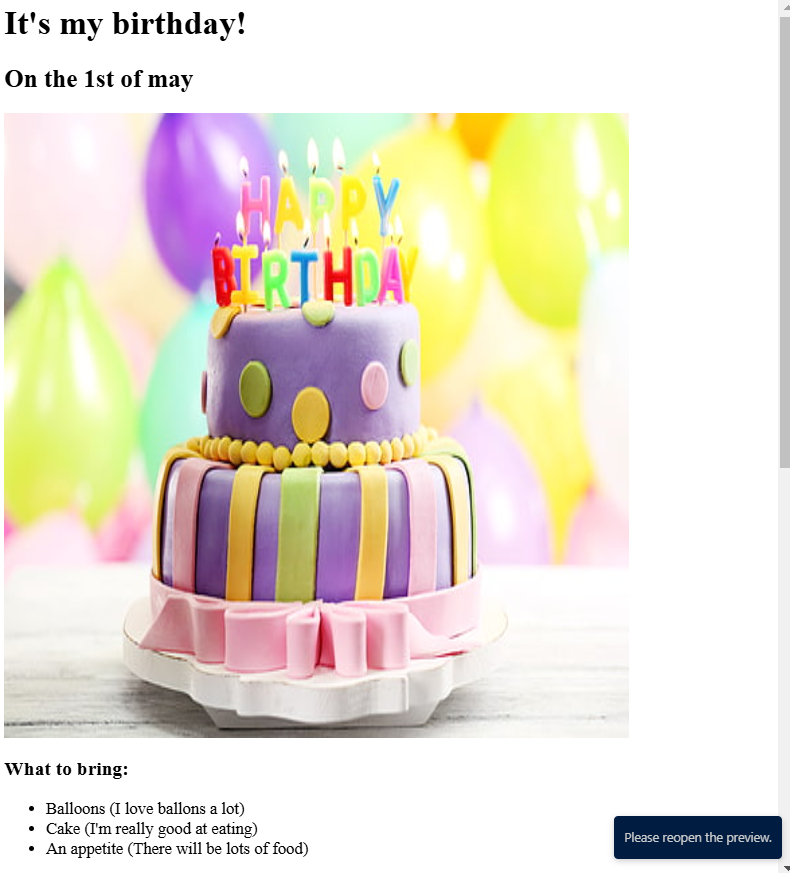 It's my birthday!
On the 1st of may
HAPPY
BIRTHDAY
What to bring:
Balloons (I love ballons a lot)
Cake (I'm really good at eating)
An appetite (There will be lots of food)
Please reopen the preview.